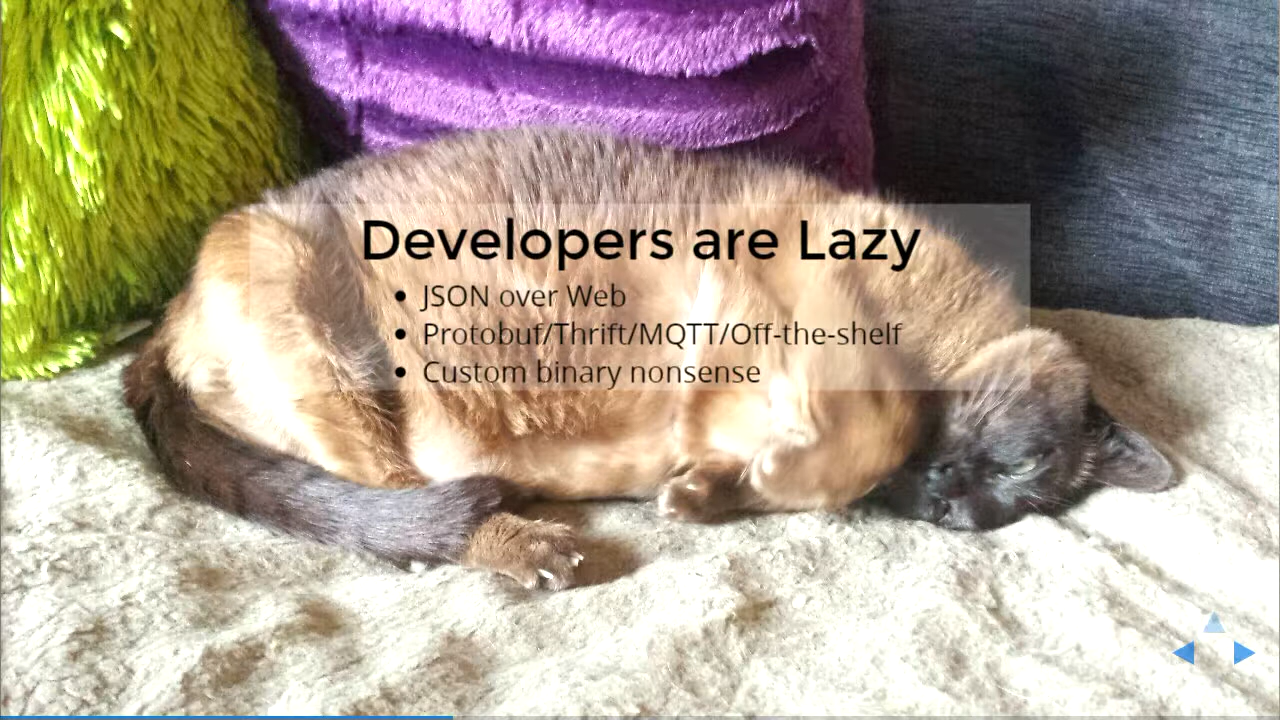 Developers are Lazy
JSON over Web
Protobuf/Thrift/MQTT/Off-the-shelf
Custom binary nonsense